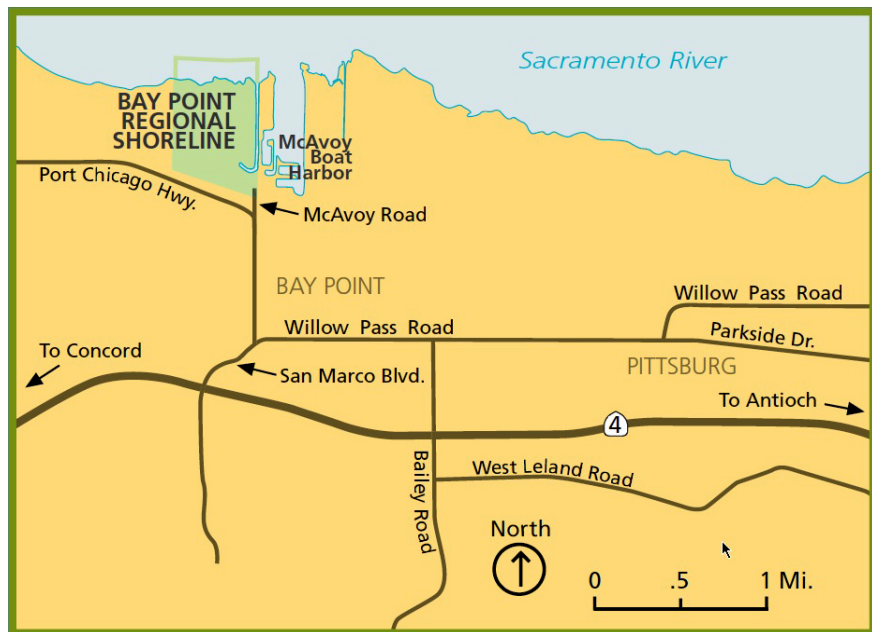 Sacramento River
BAY POINT
REGIONAL
SHORELINE
McAvoy
Boat
Harbor
Port Chicago Hwy.
McAvoy Road
BAY POINT
Willow Pass Road
Willow Pass Road
Parkside Dr.
To Concord
San Marco Blvd.
PITTSBURG
To Antioch
4
Bailey Road
West Leland Road
North
0 .5 1 Mi.